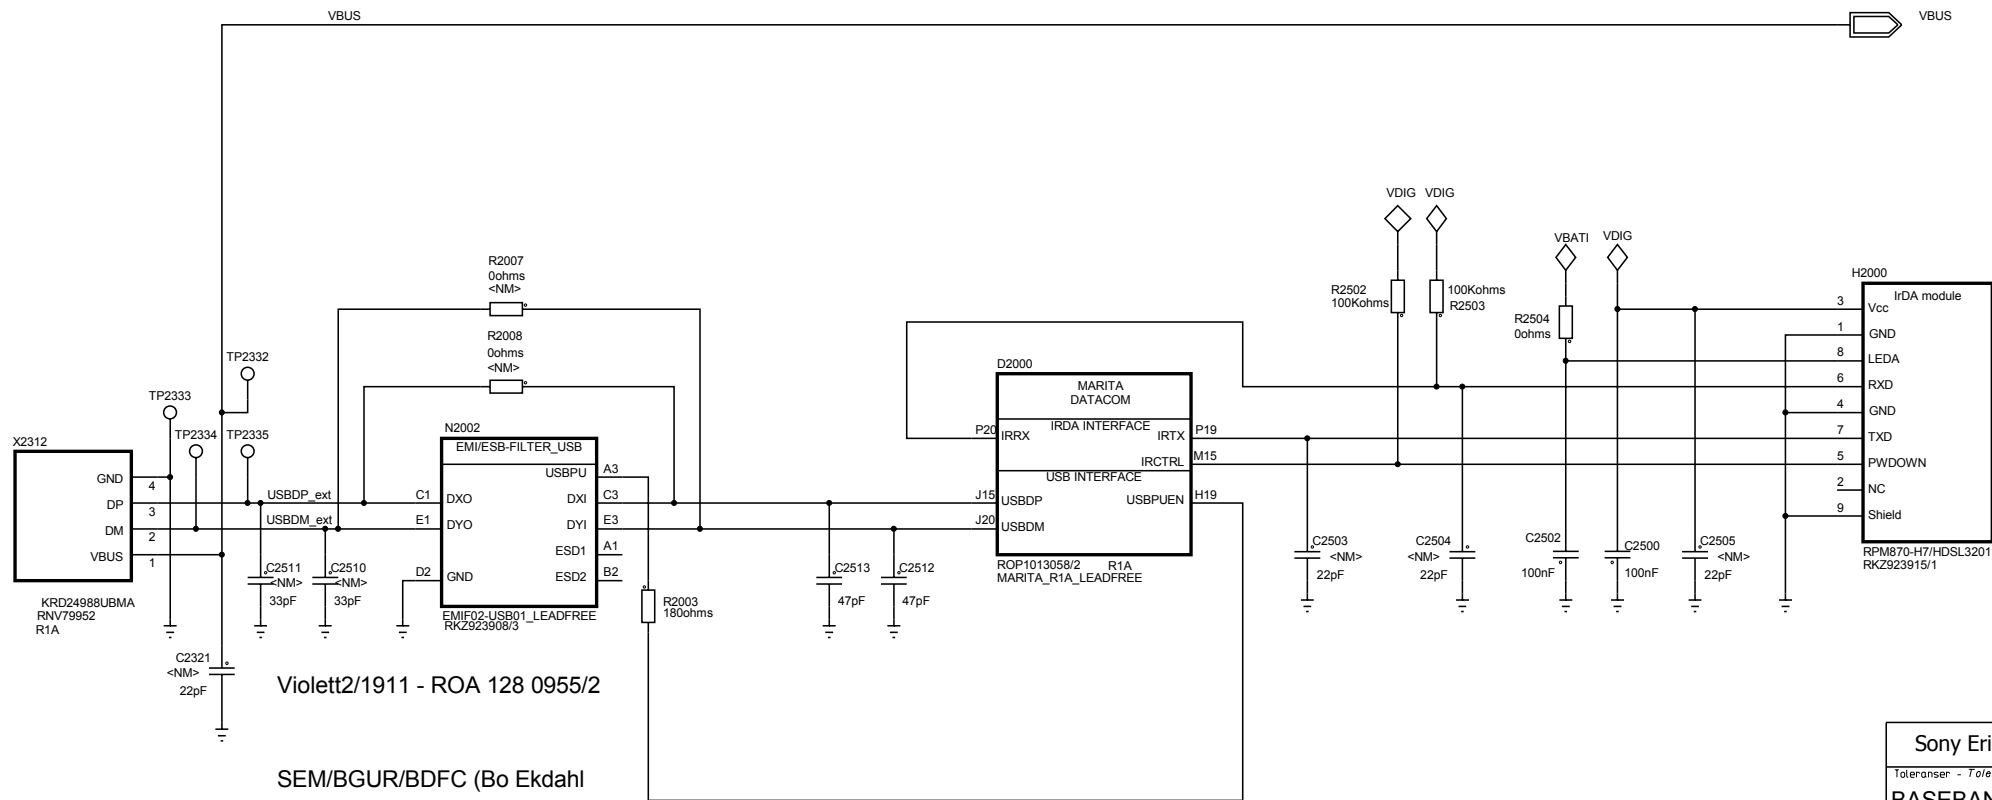 VBUS
VBUS
VDIG
VDIG
VBATI
VDIG
R2007
0ohms
<NM>
R2008
0ohms
<NM>
R2502
100Kohms
100Kohms
R2503
R2504
0ohms
H2000
IrDA module
3
Vcc
1
GND
8
LEDA
6
RXD
4
GND
7
TXD
5
PWDOWN
2
NC
9
Shield
RPM870-H7/HDSL3201
RKZ923915/1
TP2332
TP2333
TP2334
TP2335
X2312
GND
4
DP
3
DM
2
VBUS
1
KRD24988UBMA
RNV79952
R1A
USBDP_ext
USBDM_ext
N2002
EMI/ESB-FILTER_USB
USBPU
A3
C1
DXO
DXI
C3
E1
DYO
DYI
E3
ESD1
A1
D2
GND
ESD2
B2
EMIF02-USB01_LEADFREE
RKZ923908/3
D2000
MARITA
DATACOM
IRDA INTERFACE
P20
IRRX
IRTX
P19
IRCTRL
M15
USB INTERFACE
J15
USBDP
USBPUEN
H19
J20
USBDM
ROP1013058/2
R1A
MARITA_R1A_LEADFREE
C2511
<NM>
33pF
C2510
<NM>
33pF
R2003
180ohms
C2513
47pF
C2512
47pF
C2503
<NM>
22pF
C2504
<NM>
22pF
C2502
100nF
C2500
100nF
C2505
<NM>
22pF
C2321
<NM>
22pF
Violett2/1911 - ROA 128 0955/2
SEM/BGUR/BDFC (Bo Ekdahl
Sony Eri
Toleranser - Tole
BASEBAN